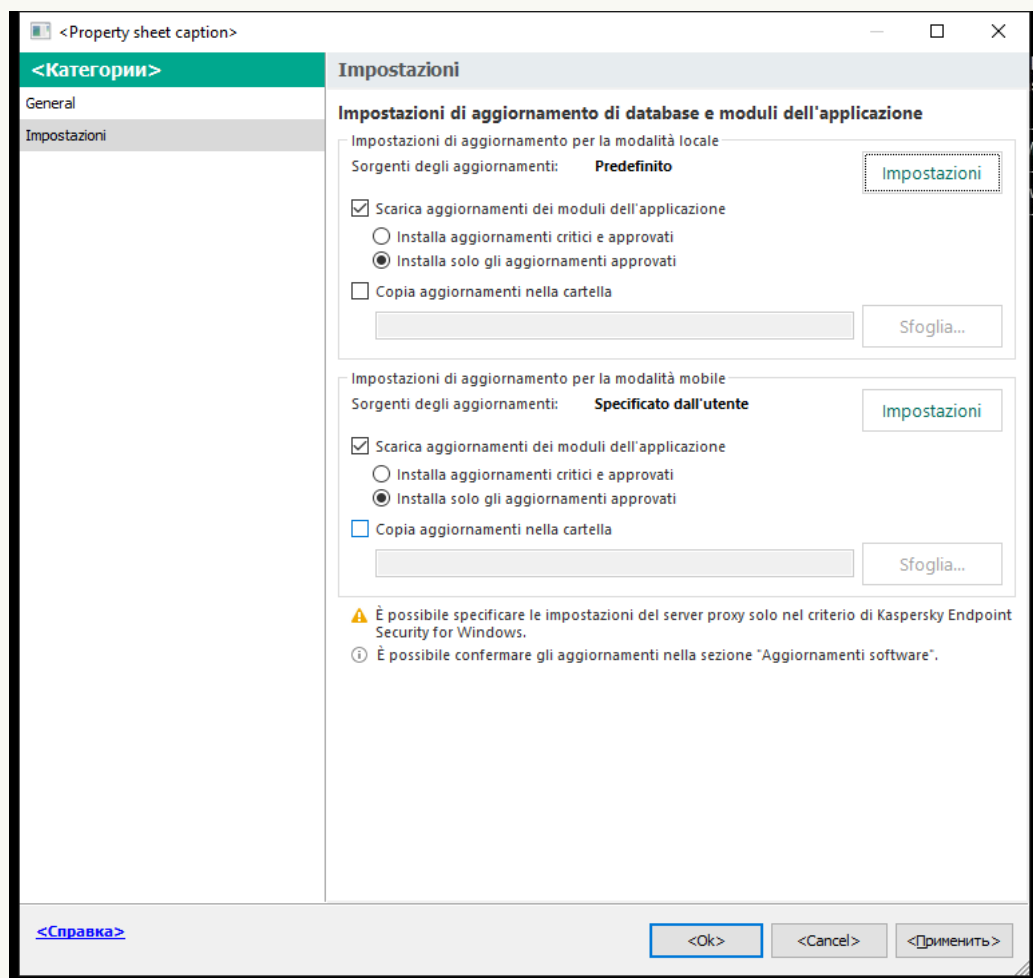 <Property sheet caption>
<Категории>
General
Impostazioni
Impostazioni
Impostazioni di aggiornamento di database e moduli dell'applicazione
Impostazioni di aggiornamento per la modalità locale
Sorgenti degli aggiornamenti: Predefinito
Impostazioni
Scarica aggiornamenti dei moduli dell'applicazione
Installa aggiornamenti critici e approvati
Installa solo gli aggiornamenti approvati
Copia aggiornamenti nella cartella
Sfoglia...
Impostazioni di aggiornamento per la modalità mobile
Sorgenti degli aggiornamenti: Specificato dall'utente
Impostazioni
Scarica aggiornamenti dei moduli dell'applicazione
Installa aggiornamenti critici e approvati
Installa solo gli aggiornamenti approvati
Copia aggiornamenti nella cartella
Sfoglia...
È possibile specificare le impostazioni del server proxy solo nel criterio di Kaspersky Endpoint
Security for Windows.
È possibile confermare gli aggiornamenti nella sezione "Aggiornamenti software".
<Справка>
<Ok> <Cancel> <Применить>